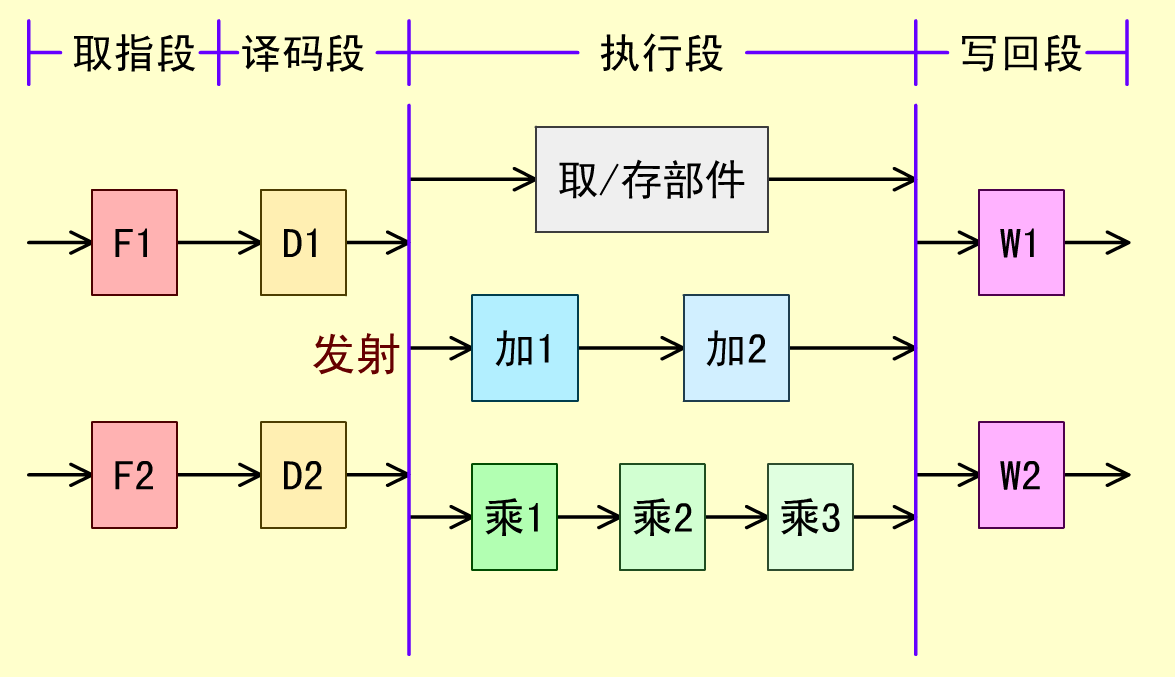 取指段 译码段 执行段 写回段
取/存部件
F1 D1 W1
发射 加1 加2
F2 D2 W2
乘1 乘2 乘3